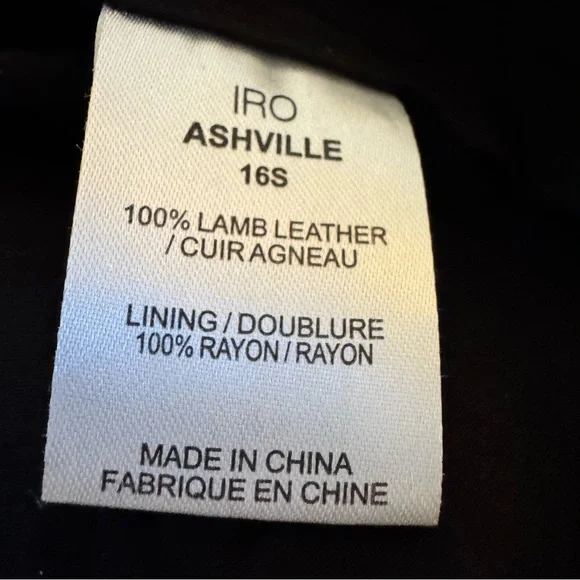 IRO
ASHVILLE
16S
100% LAMB LEATHER
/ CUIR AGNEAU
LINING / DOUBLURE
100% RAYON / RAYON
MADE IN CHINA
FABRIQUE EN CHINE